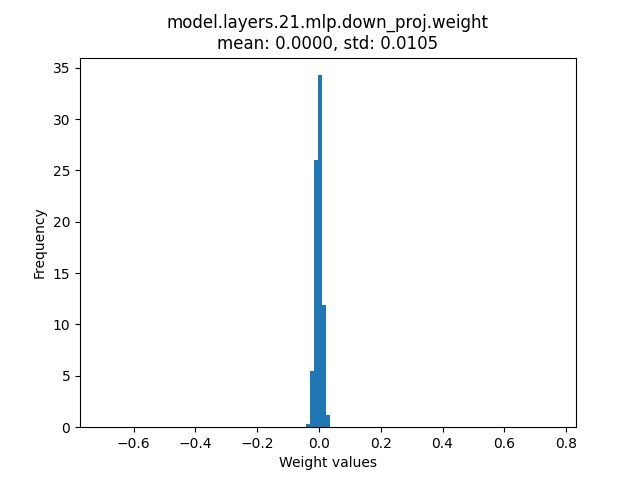 model.layers.21.mlp.down_proj.weight
mean: 0.0000, std: 0.0105
35
30
25
20
15
10
5
0
Frequency
−0.6 −0.4 −0.2 0.0 0.2 0.4 0.6 0.8
Weight values